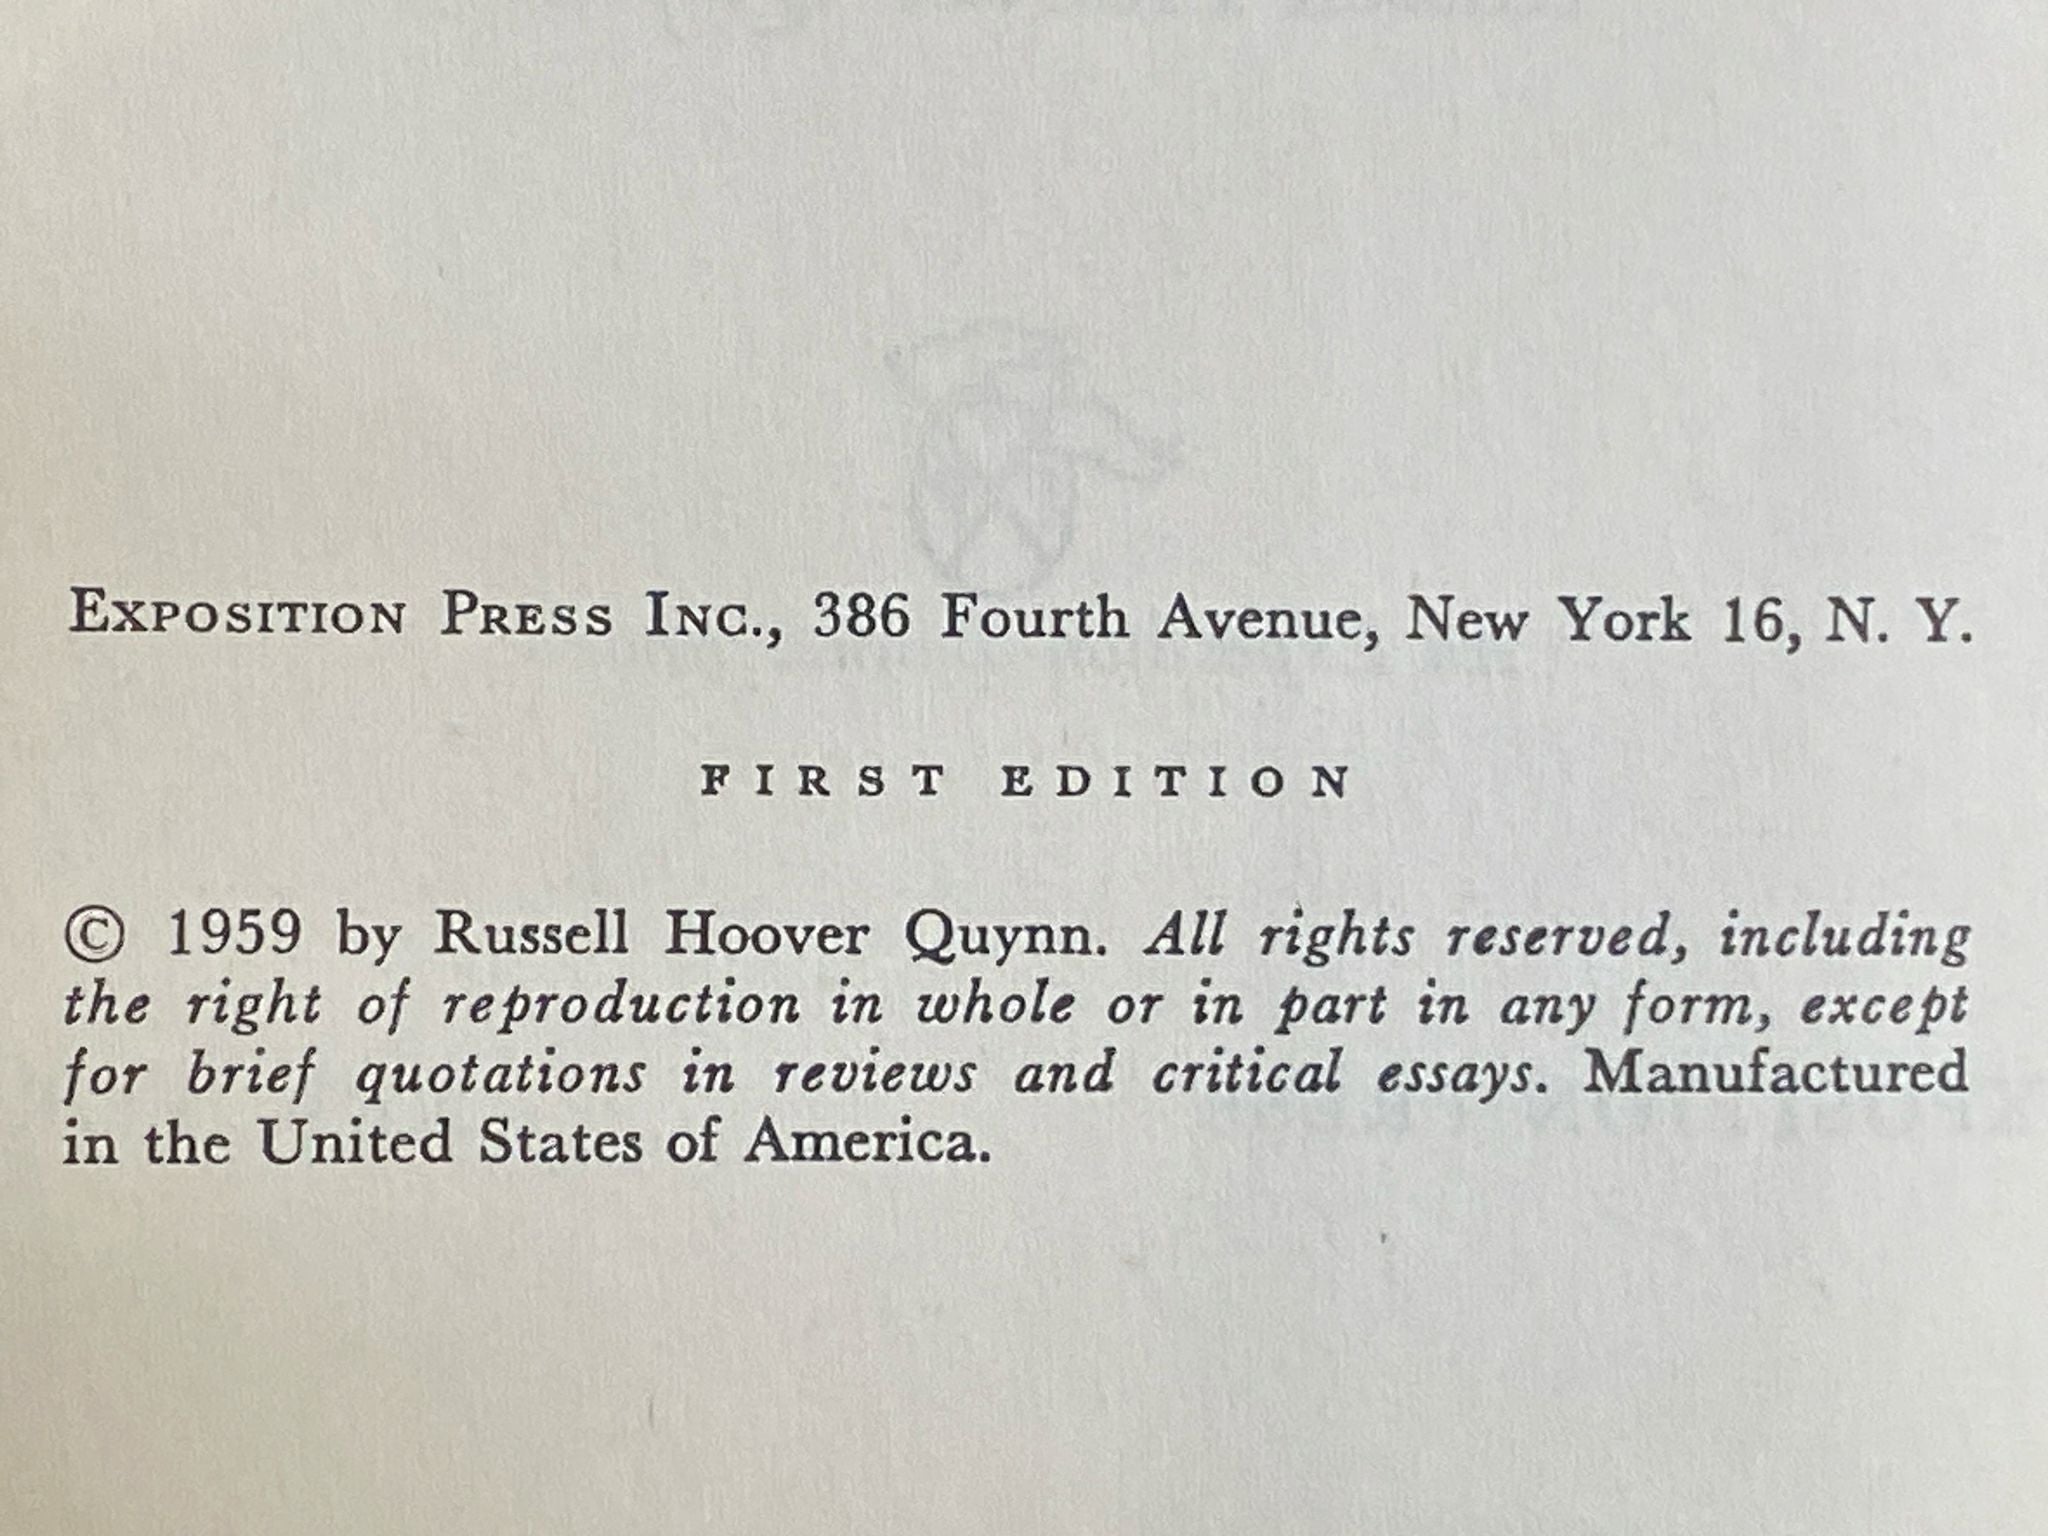 EXPOSITION PRESS INC., 386 Fourth Avenue, New York 16, N. Y.
FIRST EDITION
© 1959 by Russell Hoover Quynn. All rights reserved, including
the right of reproduction in whole or in part in any form, except
for brief quotations in reviews and critical essays. Manufactured
in the United States of America.